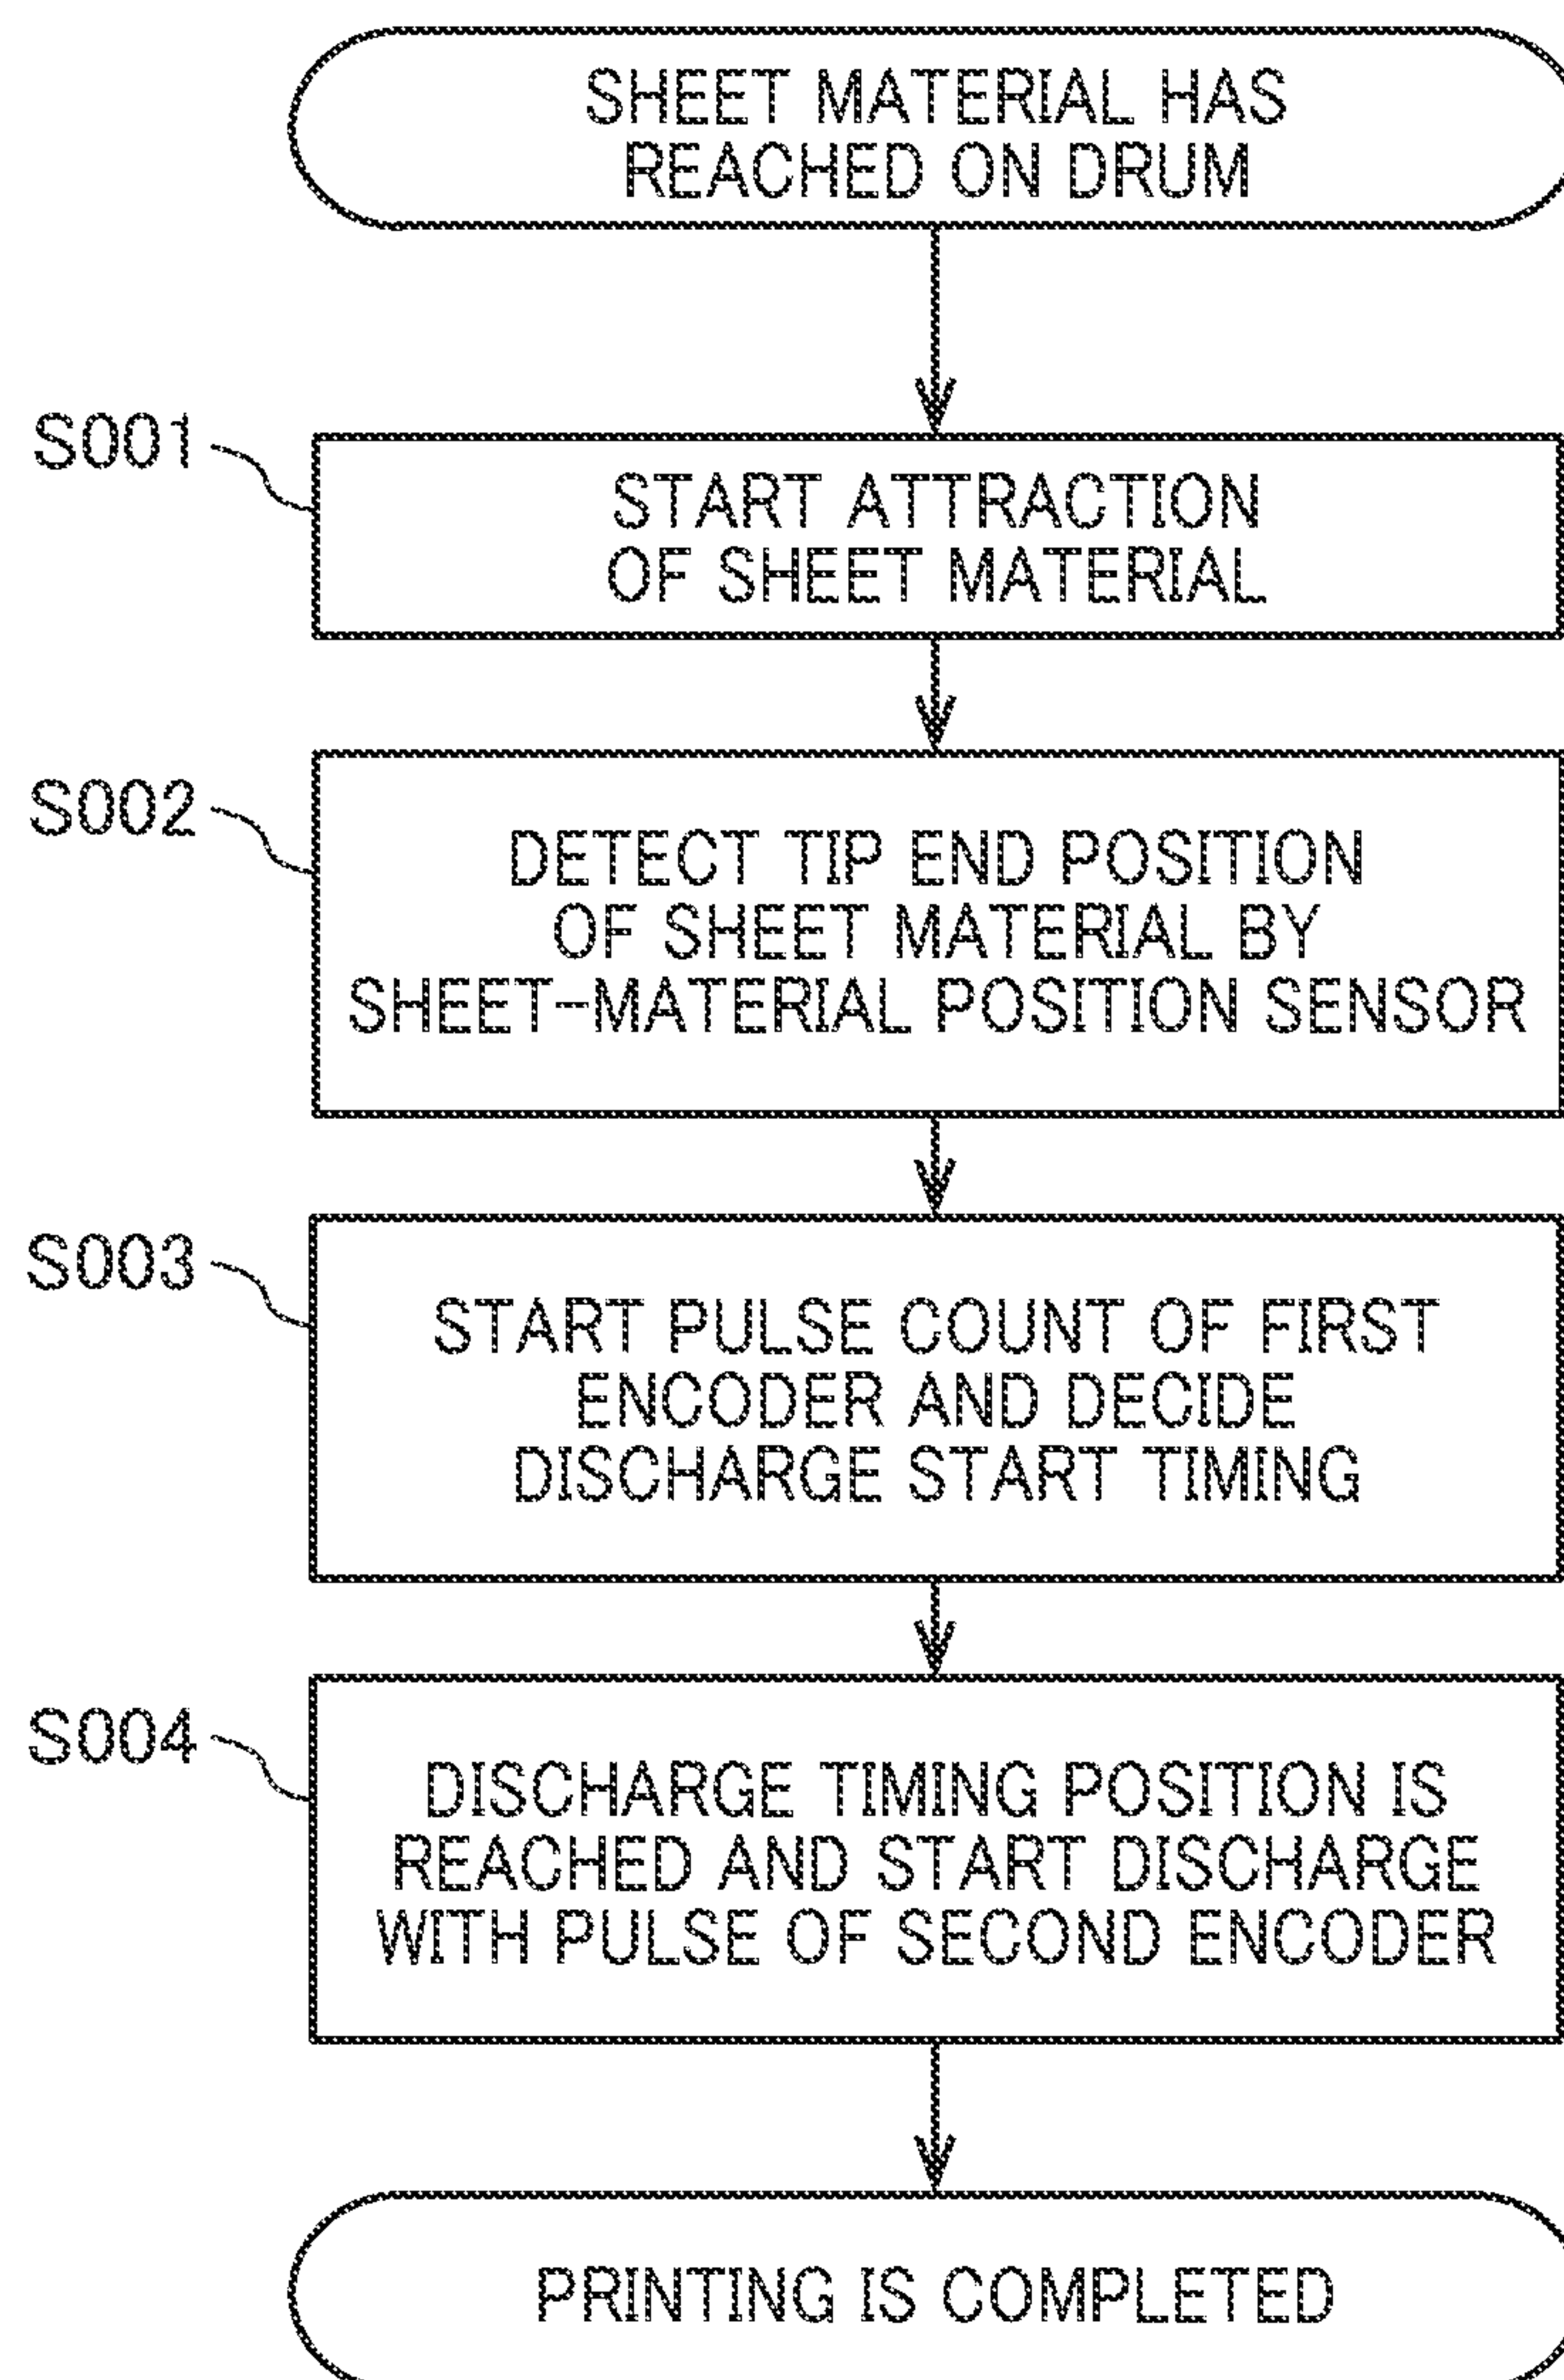 SHEET MATERIAL HAS
REACHED ON DRUM
S001
START ATTRACTION
OF SHEET MATERIAL
S002
DETECT TIP END POSITION
OF SHEET MATERIAL BY
SHEET-MATERIAL POSITION SENSOR
S003
START PULSE COUNT OF FIRST
ENCODER AND DECIDE
DISCHARGE START TIMING
S004
DISCHARGE TIMING POSITION IS
REACHED AND START DISCHARGE
WITH PULSE OF SECOND ENCODER
PRINTING IS COMPLETED